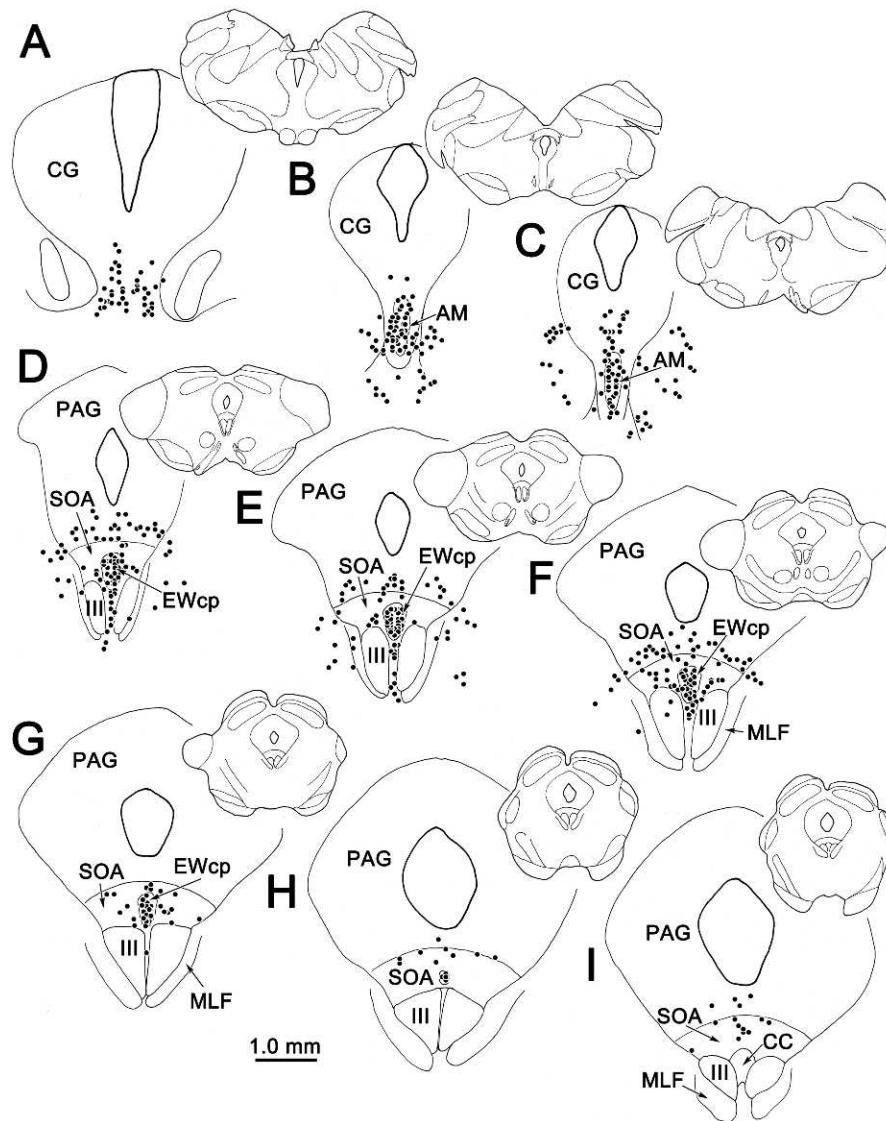 A
CG
B
CG
AM
C
CG
AM
D
PAG
SOA
EWcp
III
E
PAG
SOA
EWcp
III
F
PAG
SOA
EWcp
III
MLF
G
PAG
SOA
EWcp
III
MLF
H
PAG
SOA
III
I
PAG
SOA
CC
III
MLF
1.0 mm